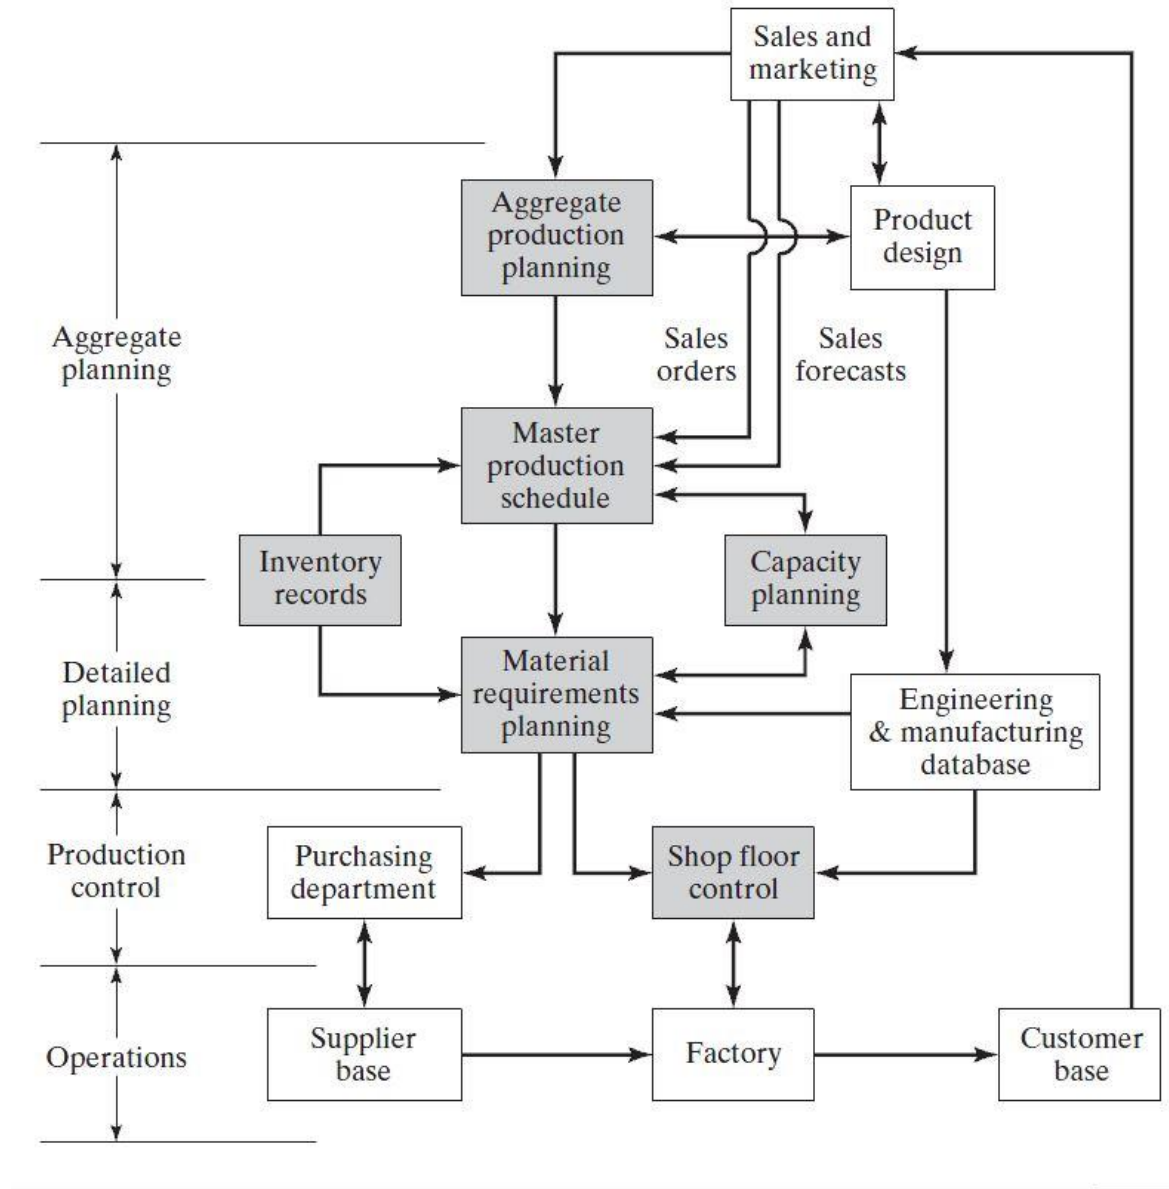 Sales and
marketing
Aggregate
production
planning
Product
design
Aggregate
planning
Sales
orders
Sales
forecasts
Master
production
schedule
Inventory
records
Capacity
planning
Detailed
planning
Material
requirements
planning
Engineering
& manufacturing
database
Production
control
Purchasing
department
Shop floor
control
Operations
Supplier
base
Factory
Customer
base